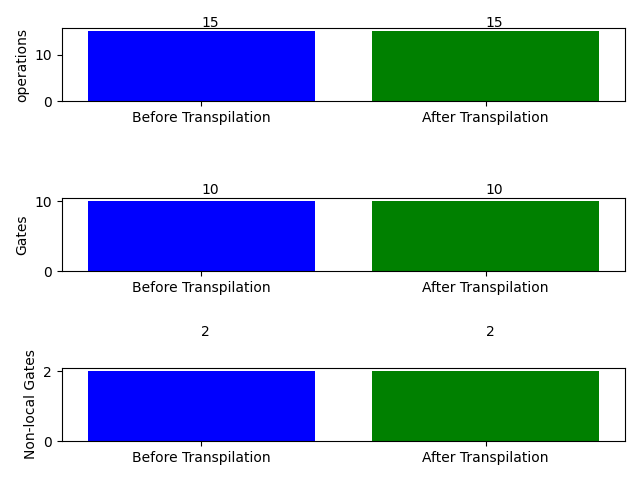 15 15
operations
10
0
Before Transpilation After Transpilation
10 10
Gates
10
0
Before Transpilation After Transpilation
2 2
Non-local Gates
2
0
Before Transpilation After Transpilation